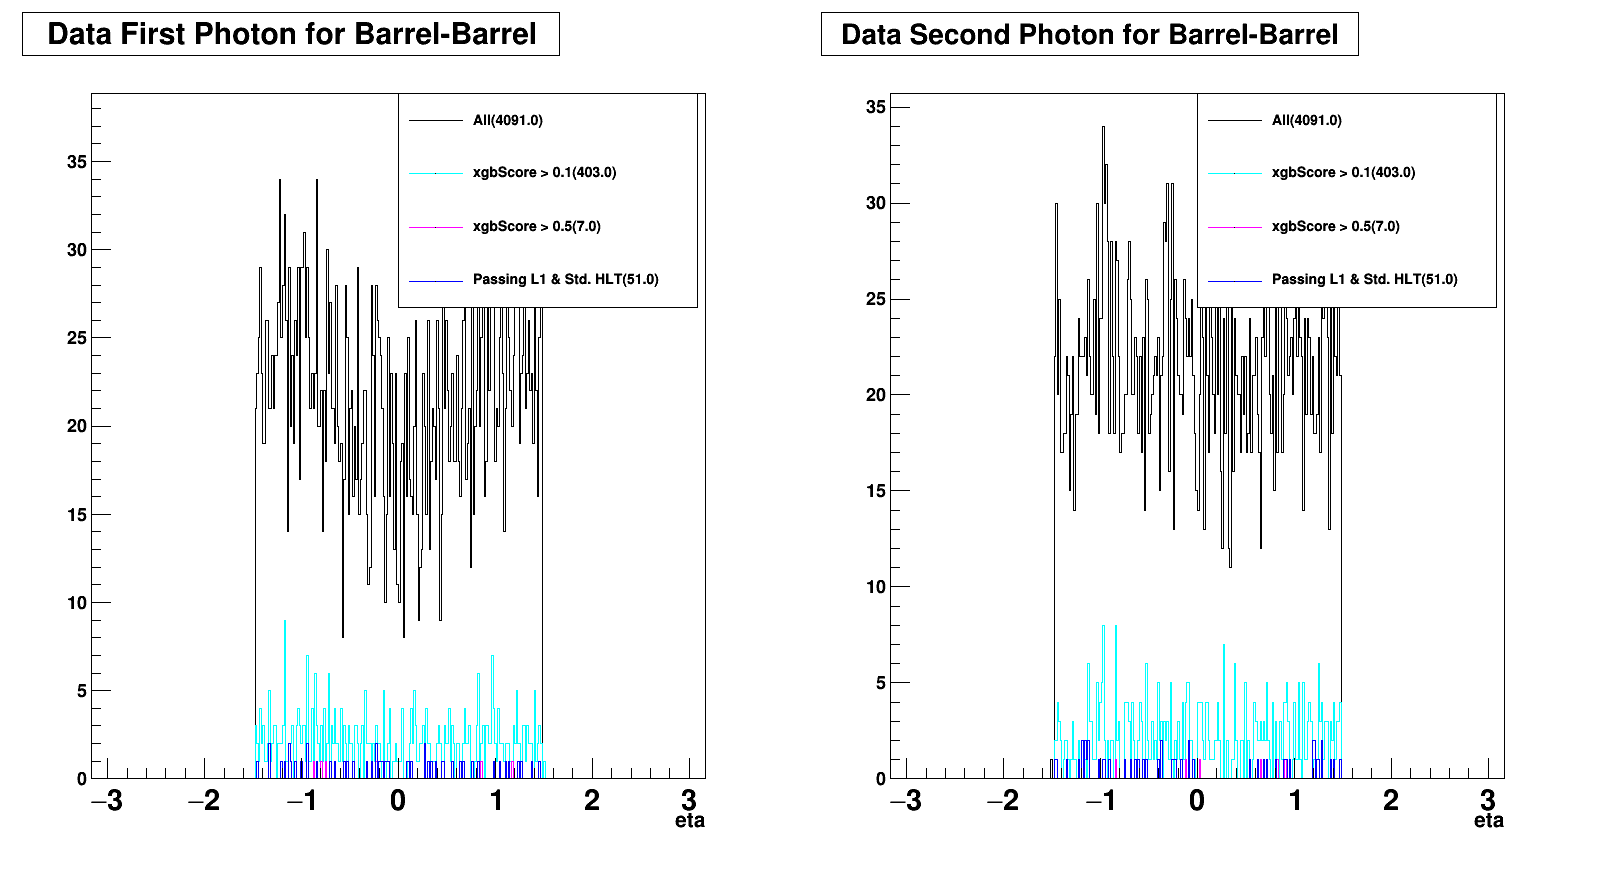 Data First Photon for Barrel-Barrel
All(4091.0)
xgbScore > 0.1(403.0)
xgbScore > 0.5(7.0)
Passing L1 & Std. HLT(51.0)
35
30
25
20
15
10
5
0
−3 −2 −1 0 1 2 3
eta
Data Second Photon for Barrel-Barrel
All(4091.0)
xgbScore > 0.1(403.0)
xgbScore > 0.5(7.0)
Passing L1 & Std. HLT(51.0)
35
30
25
20
15
10
5
0
−3 −2 −1 0 1 2 3
eta